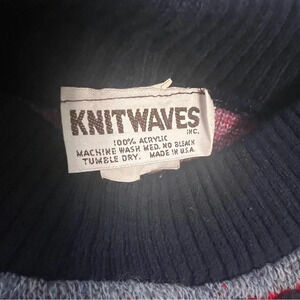 KNITWAVES
INC.
100% ACRYLIC
MACHINE WASH MED. NO BLEACH
TUMBLE DRY. MADE IN U.S.A.